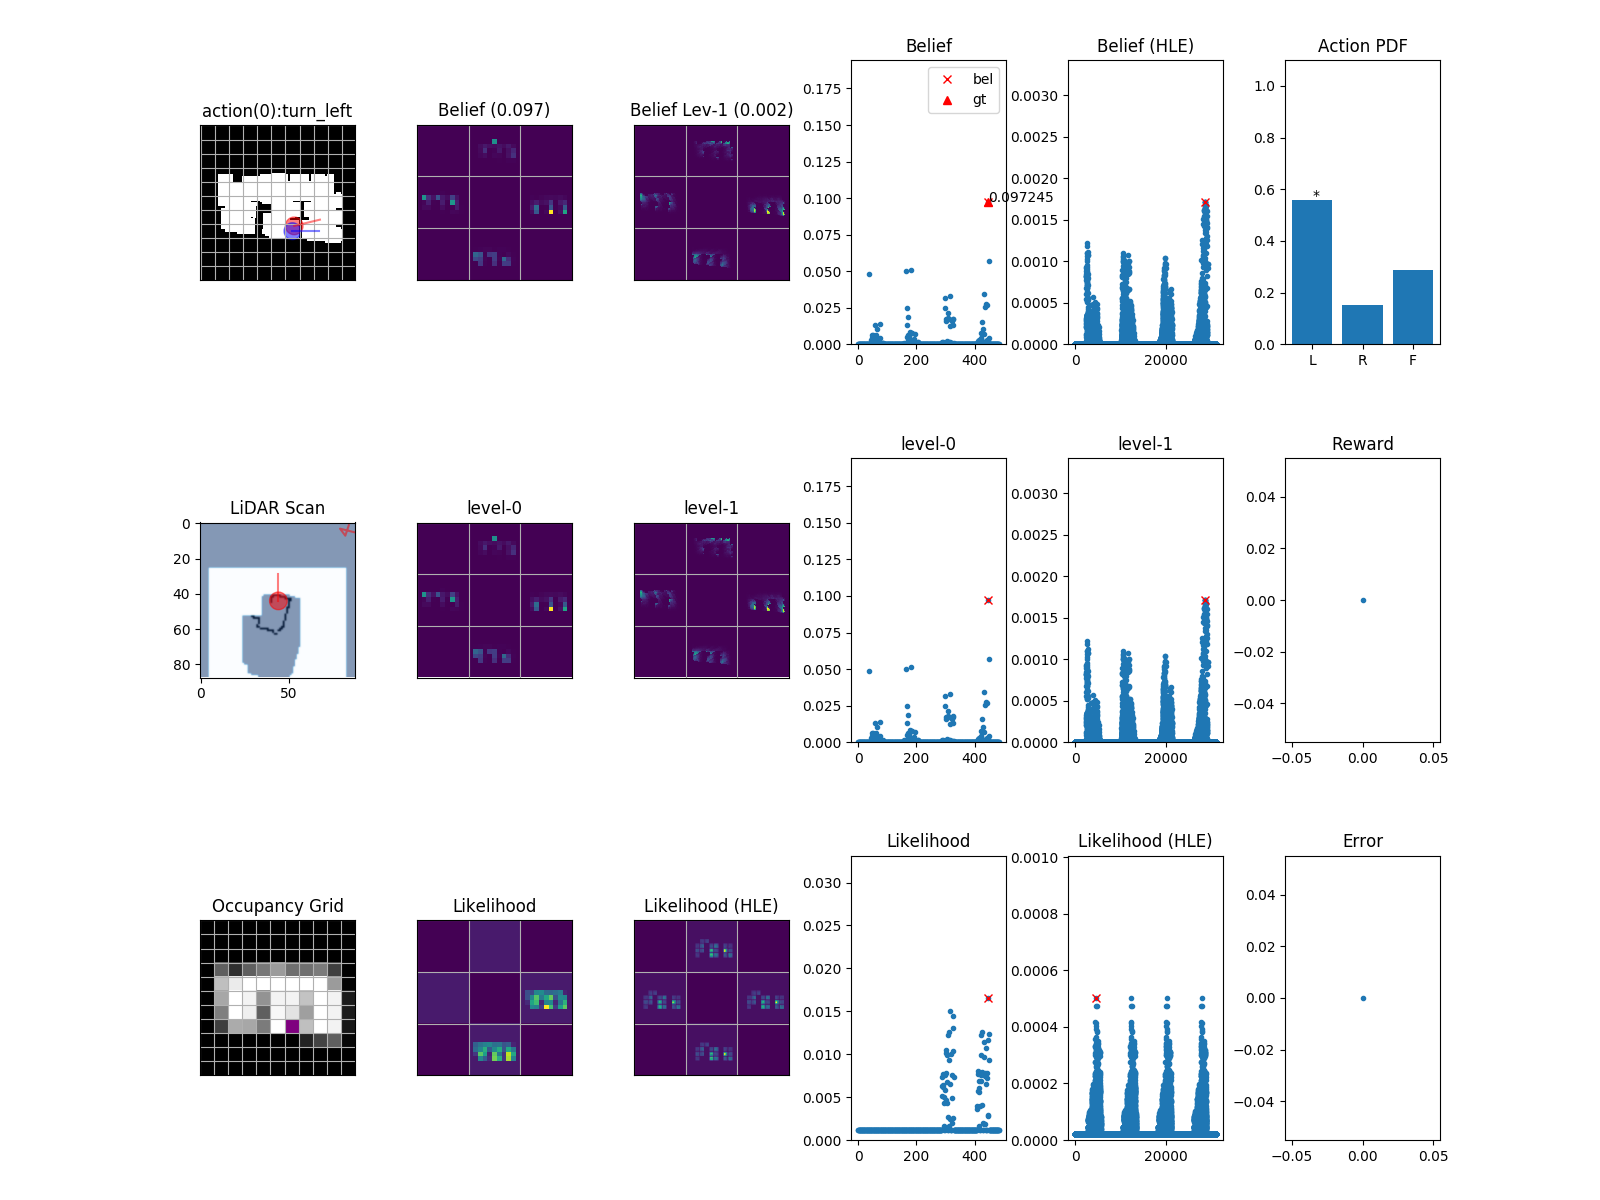 action(0):turn_left
Belief (0.097)
Belief Lev-1 (0.002)
Belief
0.175
0.150
0.125
0.100
0.075
0.050
0.025
0.000
0 200 400
bel
gt
0.097245
Belief (HLE)
0.0030
0.0025
0.0020
0.0015
0.0010
0.0005
0.0000
0 20000
Action PDF
1.0
0.8
0.6
0.4
0.2
0.0
*
L R F
LiDAR Scan
0
20
40
60
80
0 50
level-0
level-1
level-0
0.175
0.150
0.125
0.100
0.075
0.050
0.025
0.000
0 200 400
level-1
0.0030
0.0025
0.0020
0.0015
0.0010
0.0005
0.0000
0 20000
Reward
0.04
0.02
0.00
−0.02
−0.04
−0.05 0.00 0.05
Occupancy Grid
Likelihood
Likelihood (HLE)
Likelihood
0.030
0.025
0.020
0.015
0.010
0.005
0.000
0 200 400
Likelihood (HLE)
0.0010
0.0008
0.0006
0.0004
0.0002
0.0000
0 20000
Error
0.04
0.02
0.00
−0.02
−0.04
−0.05 0.00 0.05